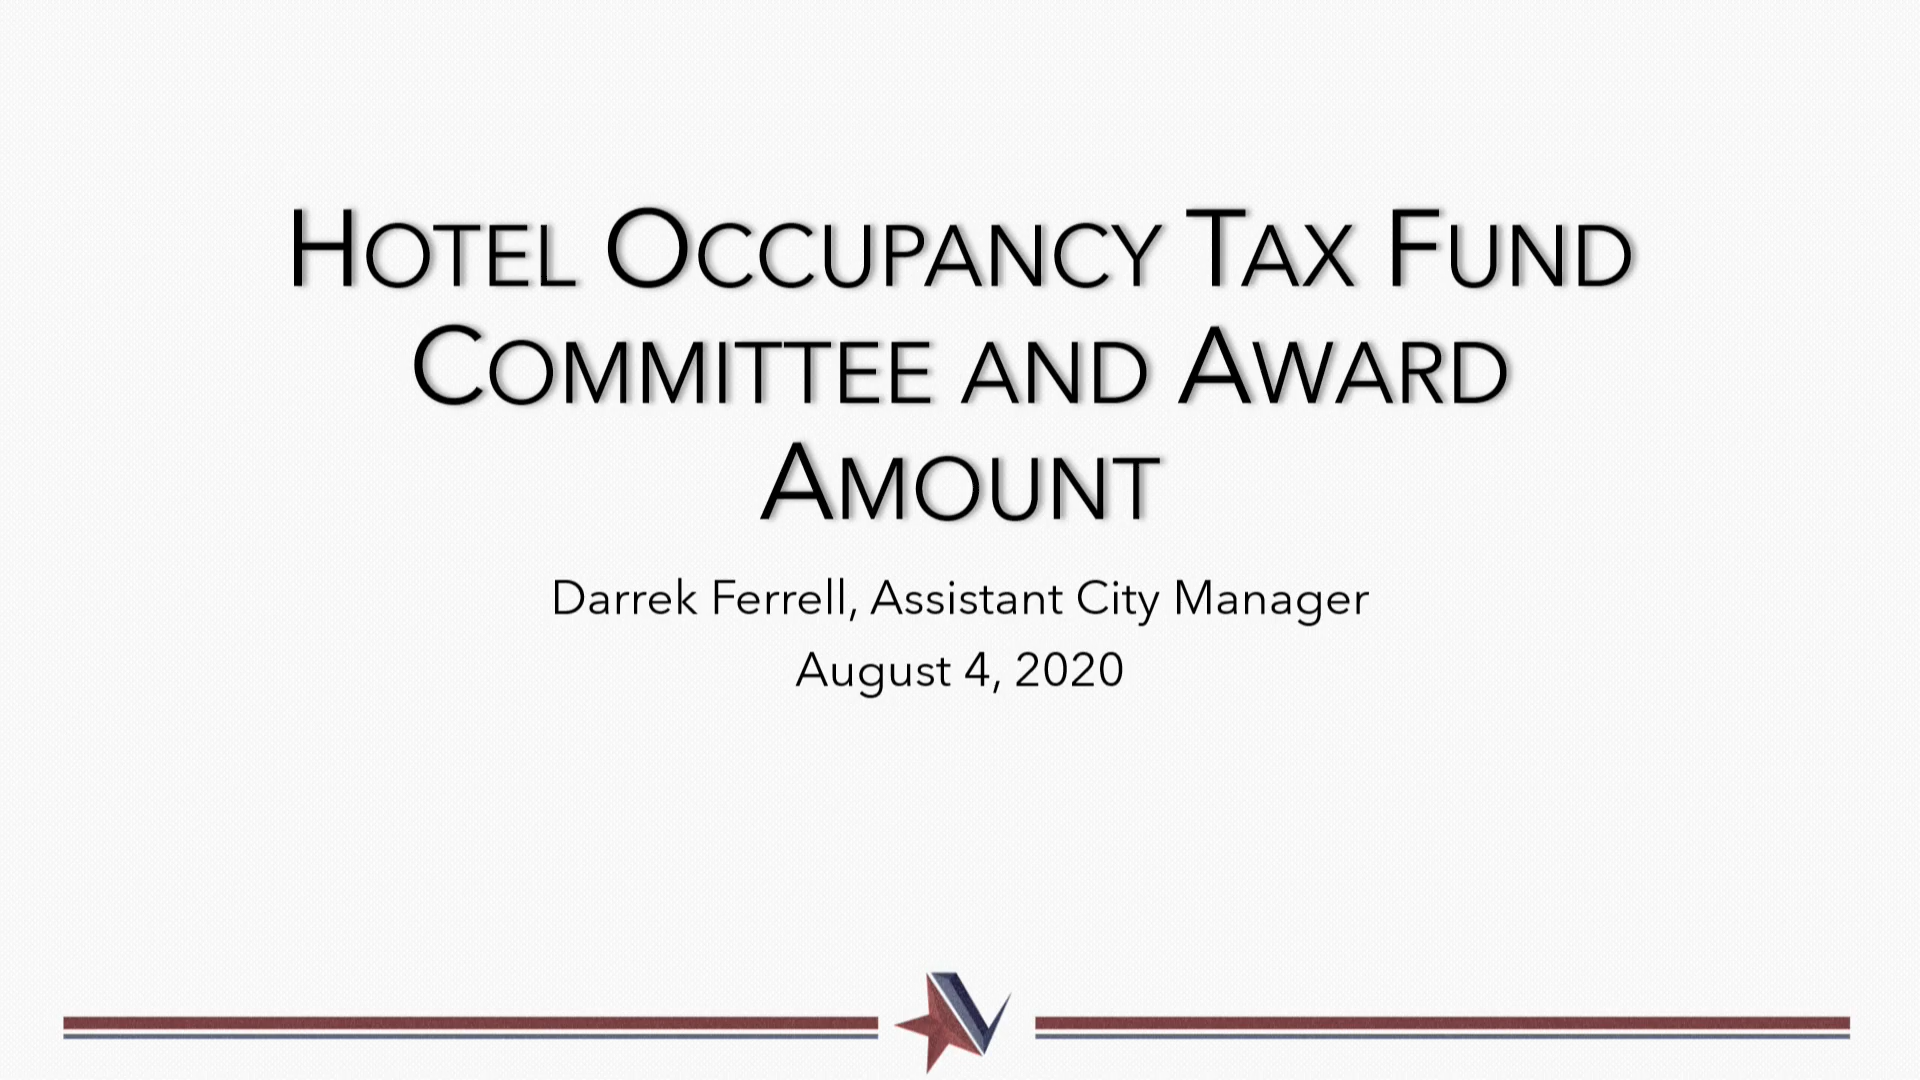 Hotel Occupancy Tax Fund
Committee and Award
Amount
Darrek Ferrell, Assistant City Manager
August 4, 2020